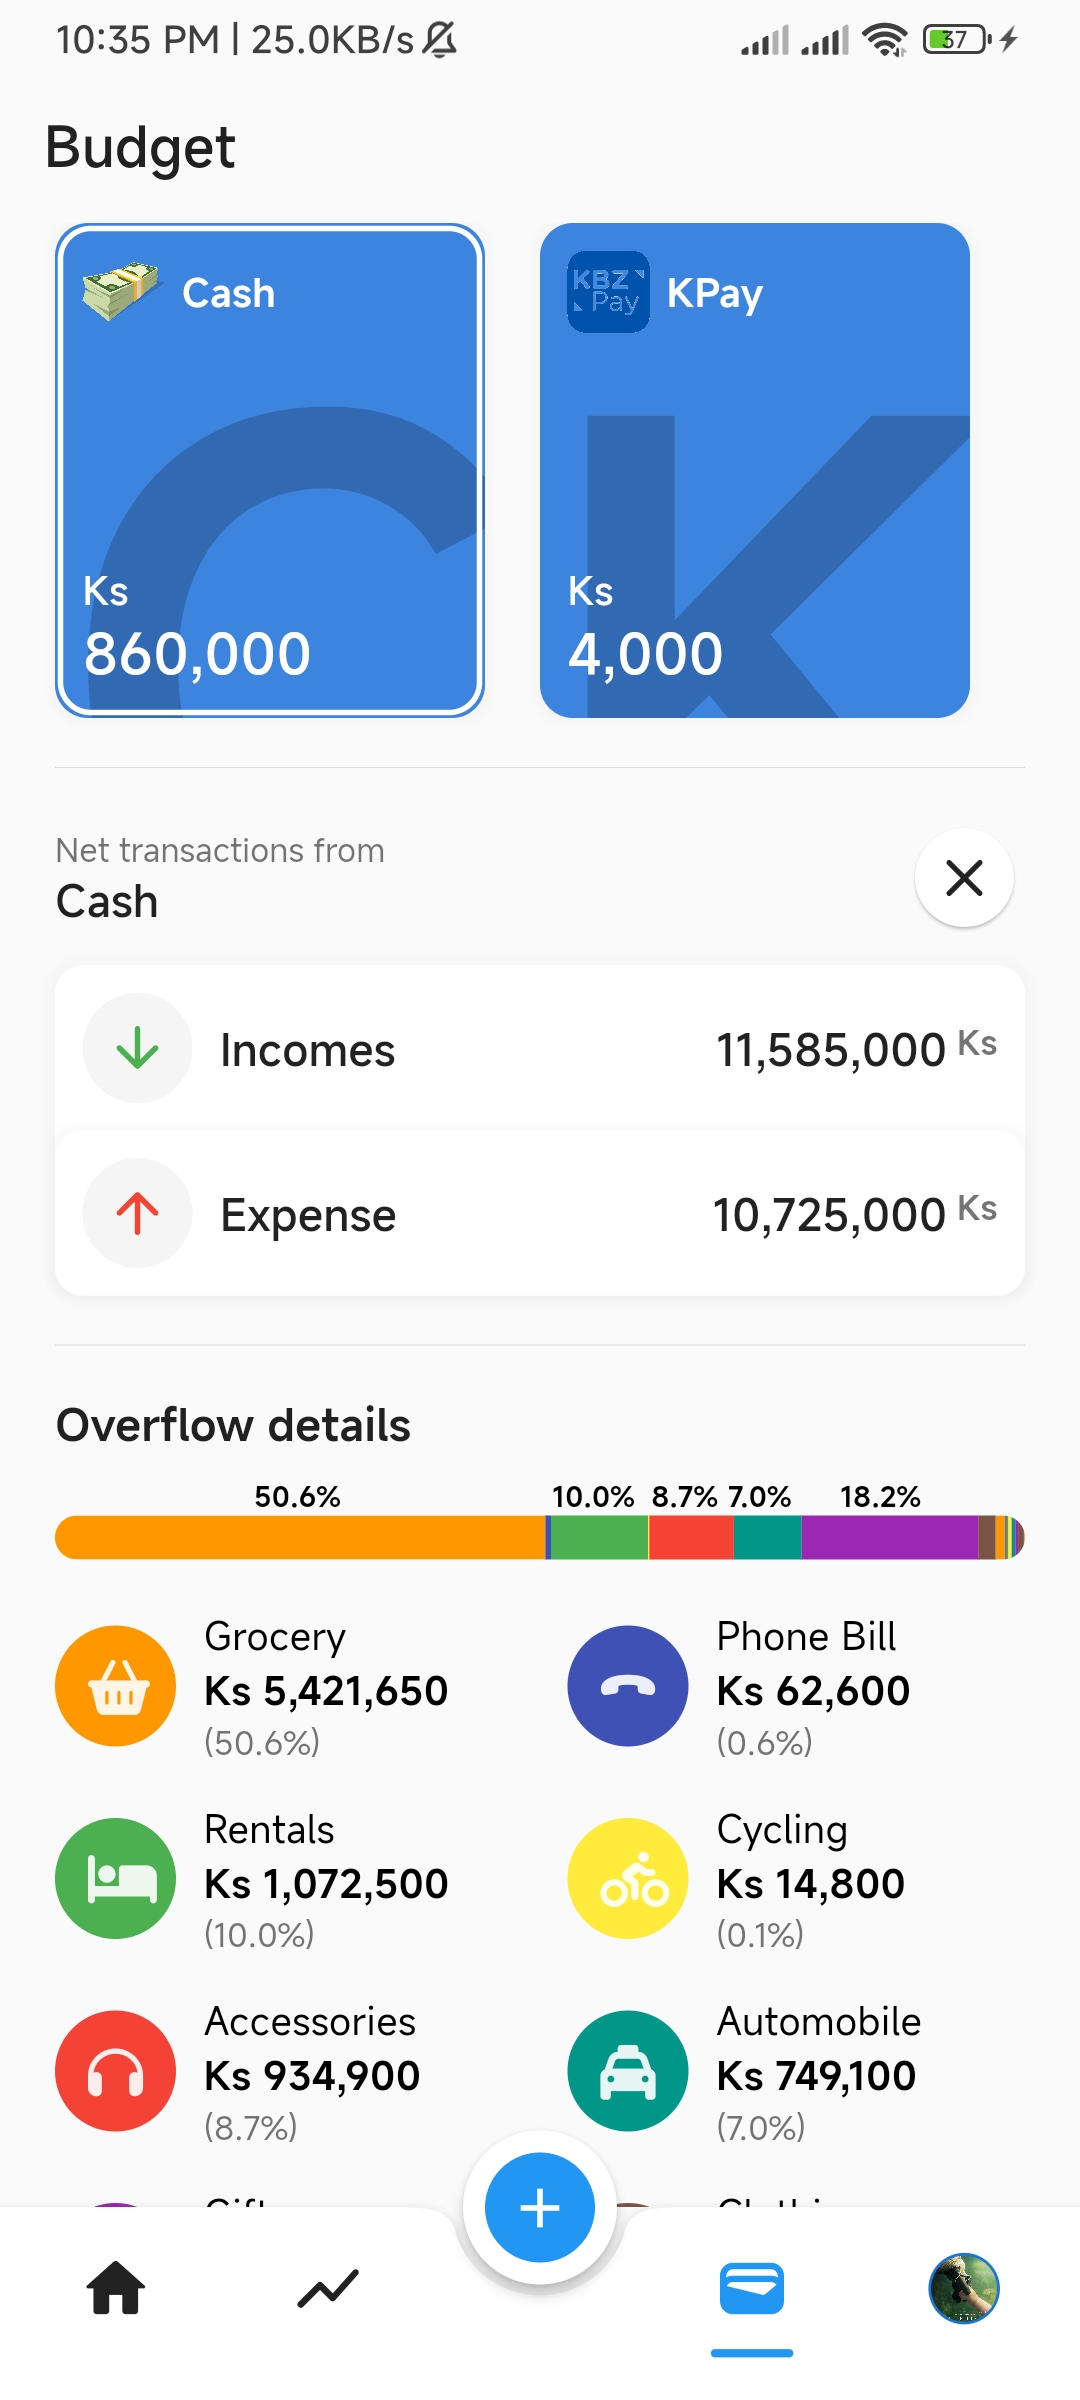 10:35 PM | 25.0KB/s
37
Budget
Cash
KBZ
Pay
KPay
Ks
860,000
Ks
4,000
Net transactions from
Cash
Incomes
11,585,000 Ks
Expense
10,725,000 Ks
Overflow details
50.6% 10.0% 8.7% 7.0% 18.2%
Grocery
Ks 5,421,650
(50.6%)
Phone Bill
Ks 62,600
(0.6%)
Rentals
Ks 1,072,500
(10.0%)
Cycling
Ks 14,800
(0.1%)
Accessories
Ks 934,900
(8.7%)
Automobile
Ks 749,100
(7.0%)